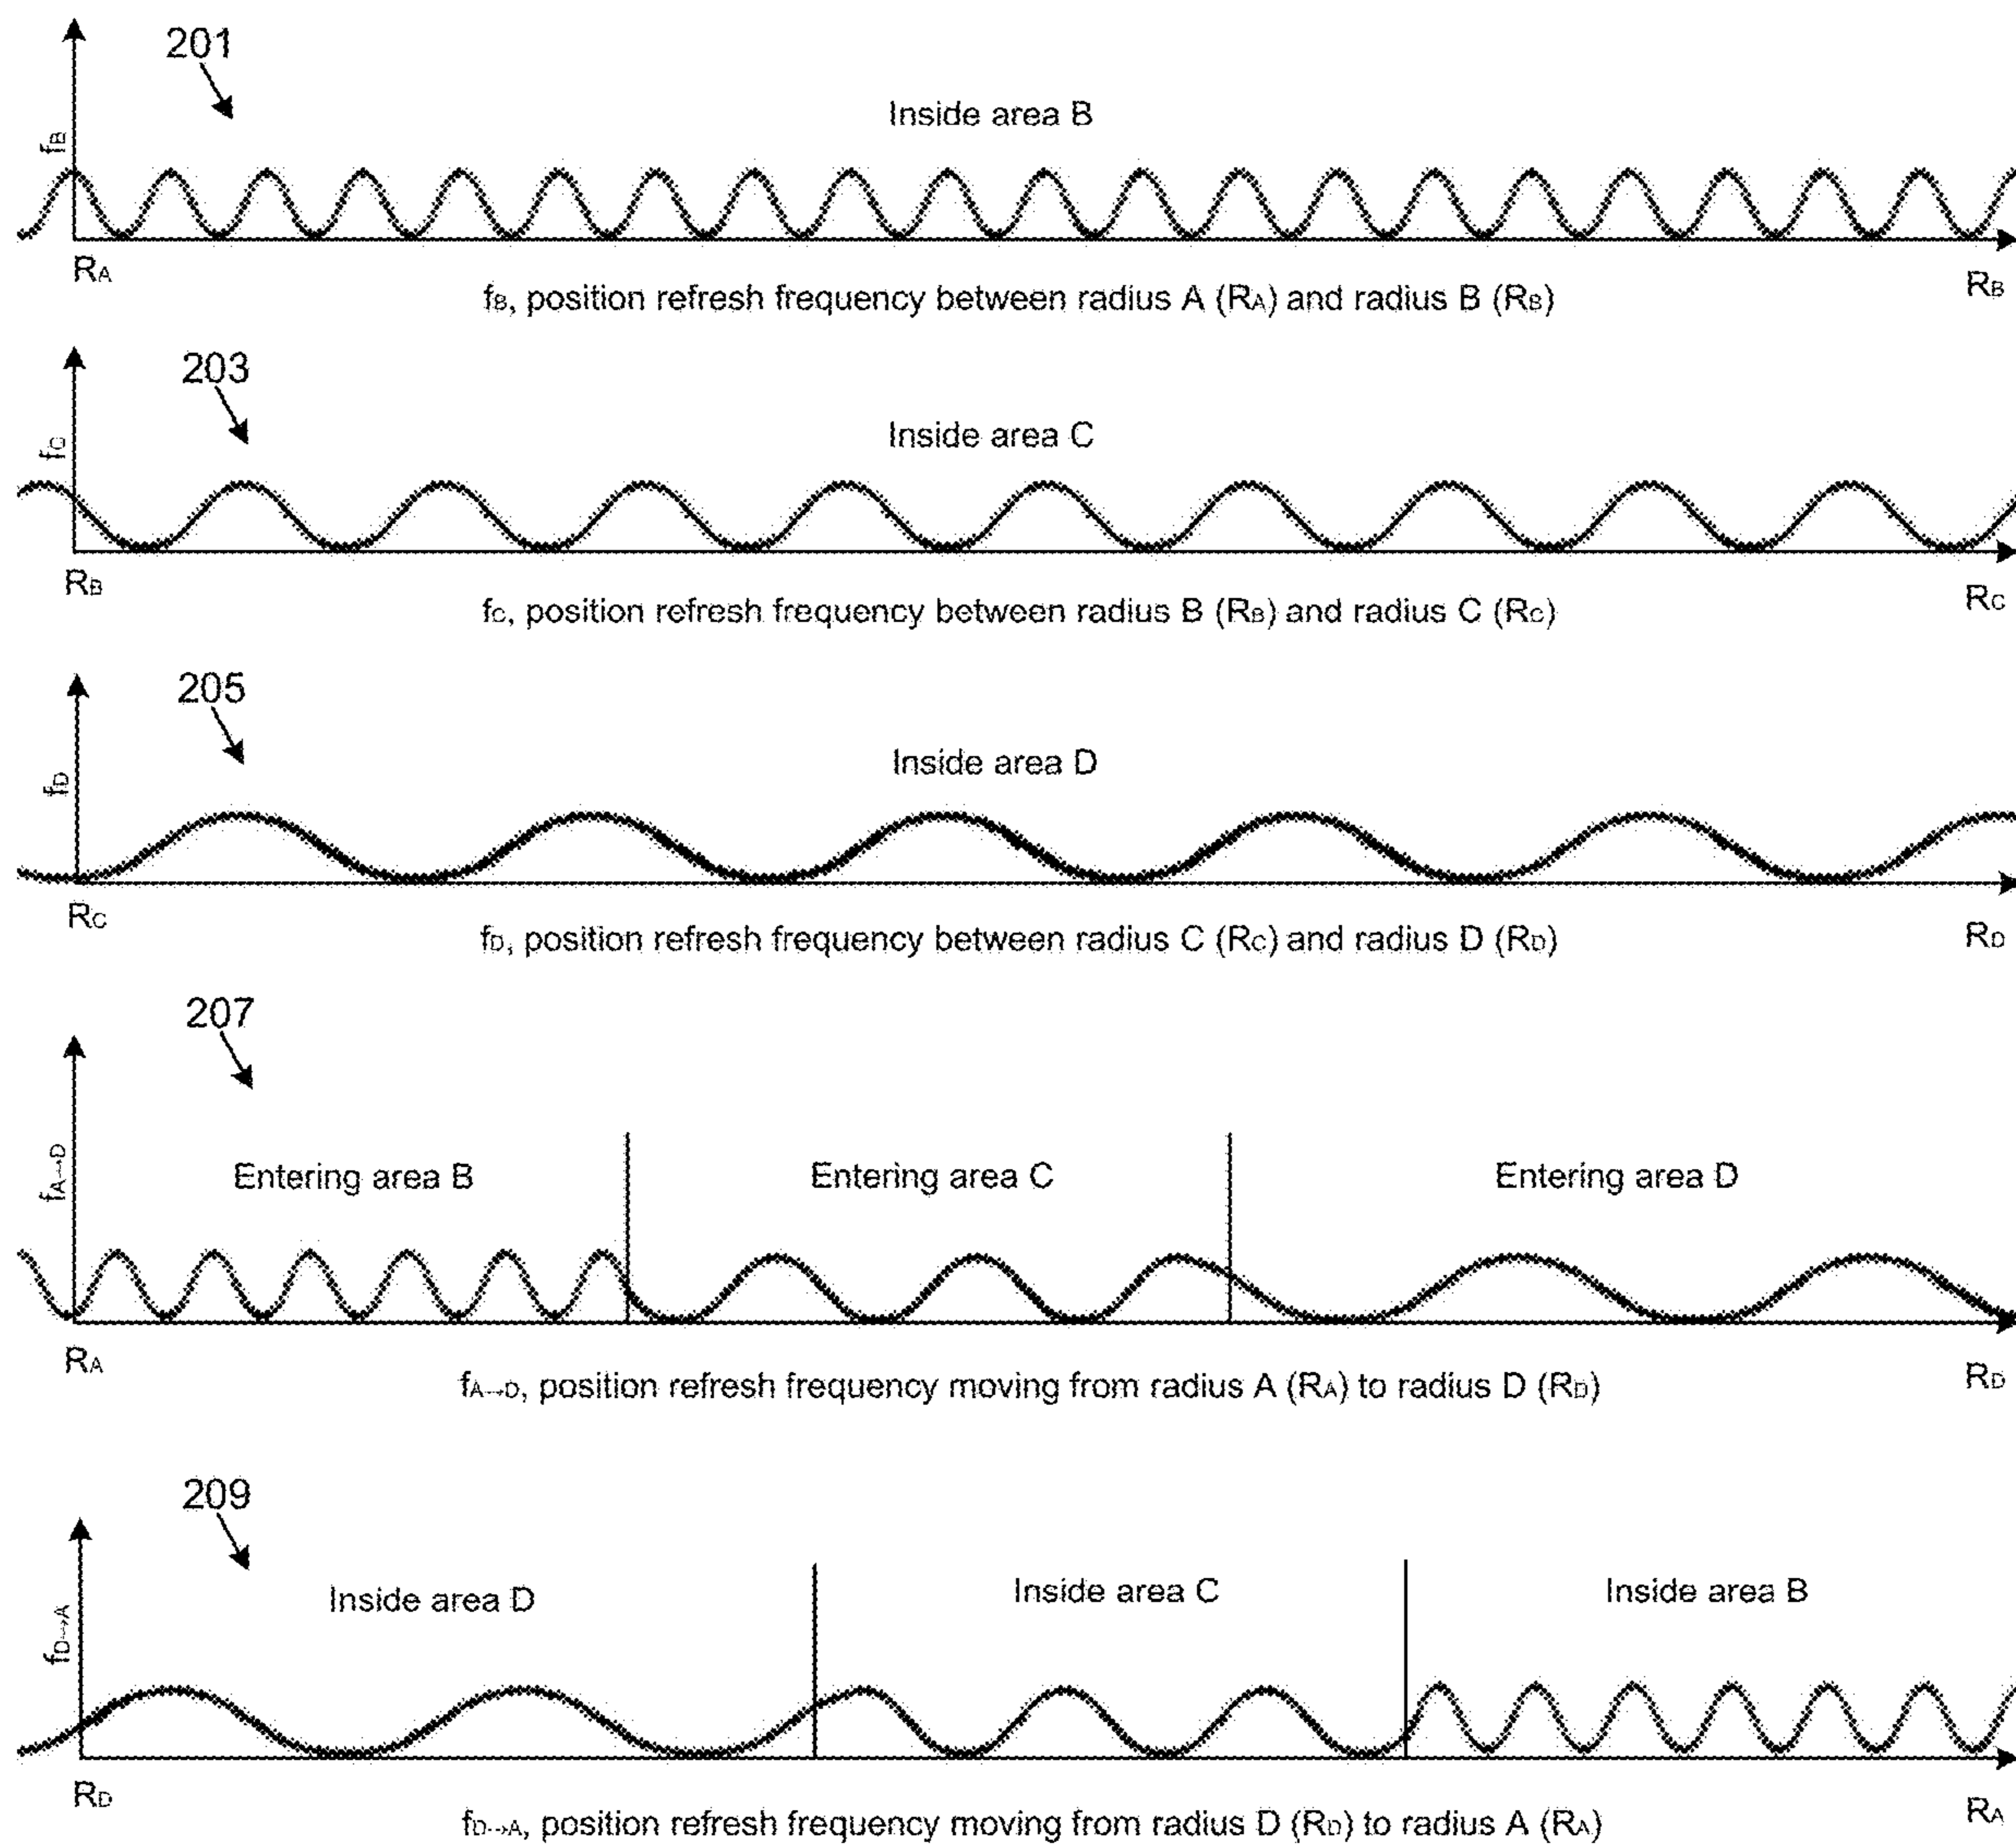 201
Inside area B
fB
RA
RB
fB, position refresh frequency between radius A (RA) and radius B (RB)
203
Inside area C
fC
RB
RC
fC, position refresh frequency between radius B (RB) and radius C (RC)
205
Inside area D
fD
RC
RD
fD, position refresh frequency between radius C (RC) and radius D (RD)
207
Entering area B
Entering area C
Entering area D
fA→D
RA
RD
fA→D, position refresh frequency moving from radius A (RA) to radius D (RD)
209
Inside area D
Inside area C
Inside area B
fD→A
RD
RA
fD→A, position refresh frequency moving from radius D (RD) to radius A (RA)